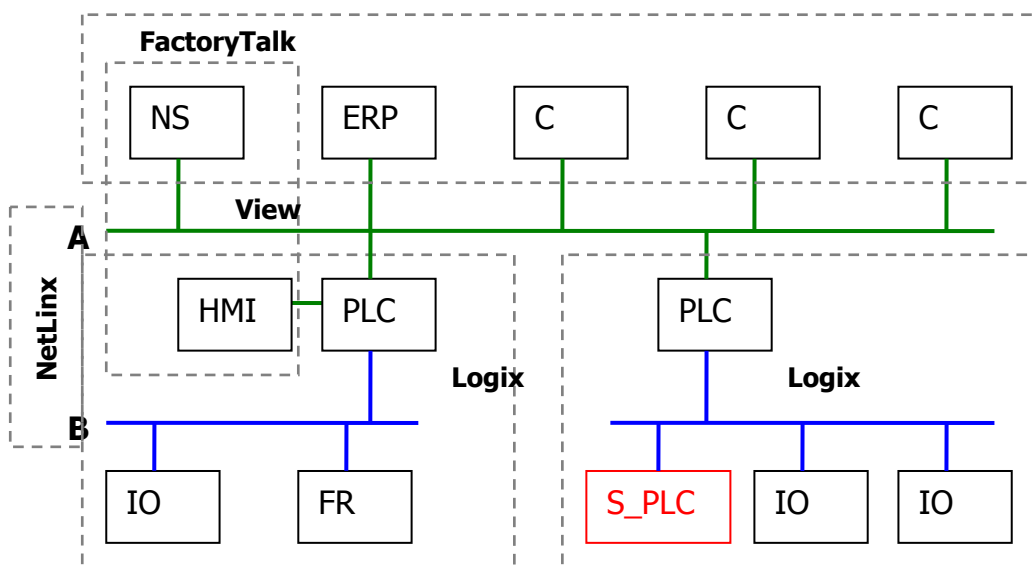 FactoryTalk
NS
ERP
C
C
C
View
A
NetLinx
HMI
PLC
PLC
Logix
Logix
B
IO
FR
S_PLC
IO
IO